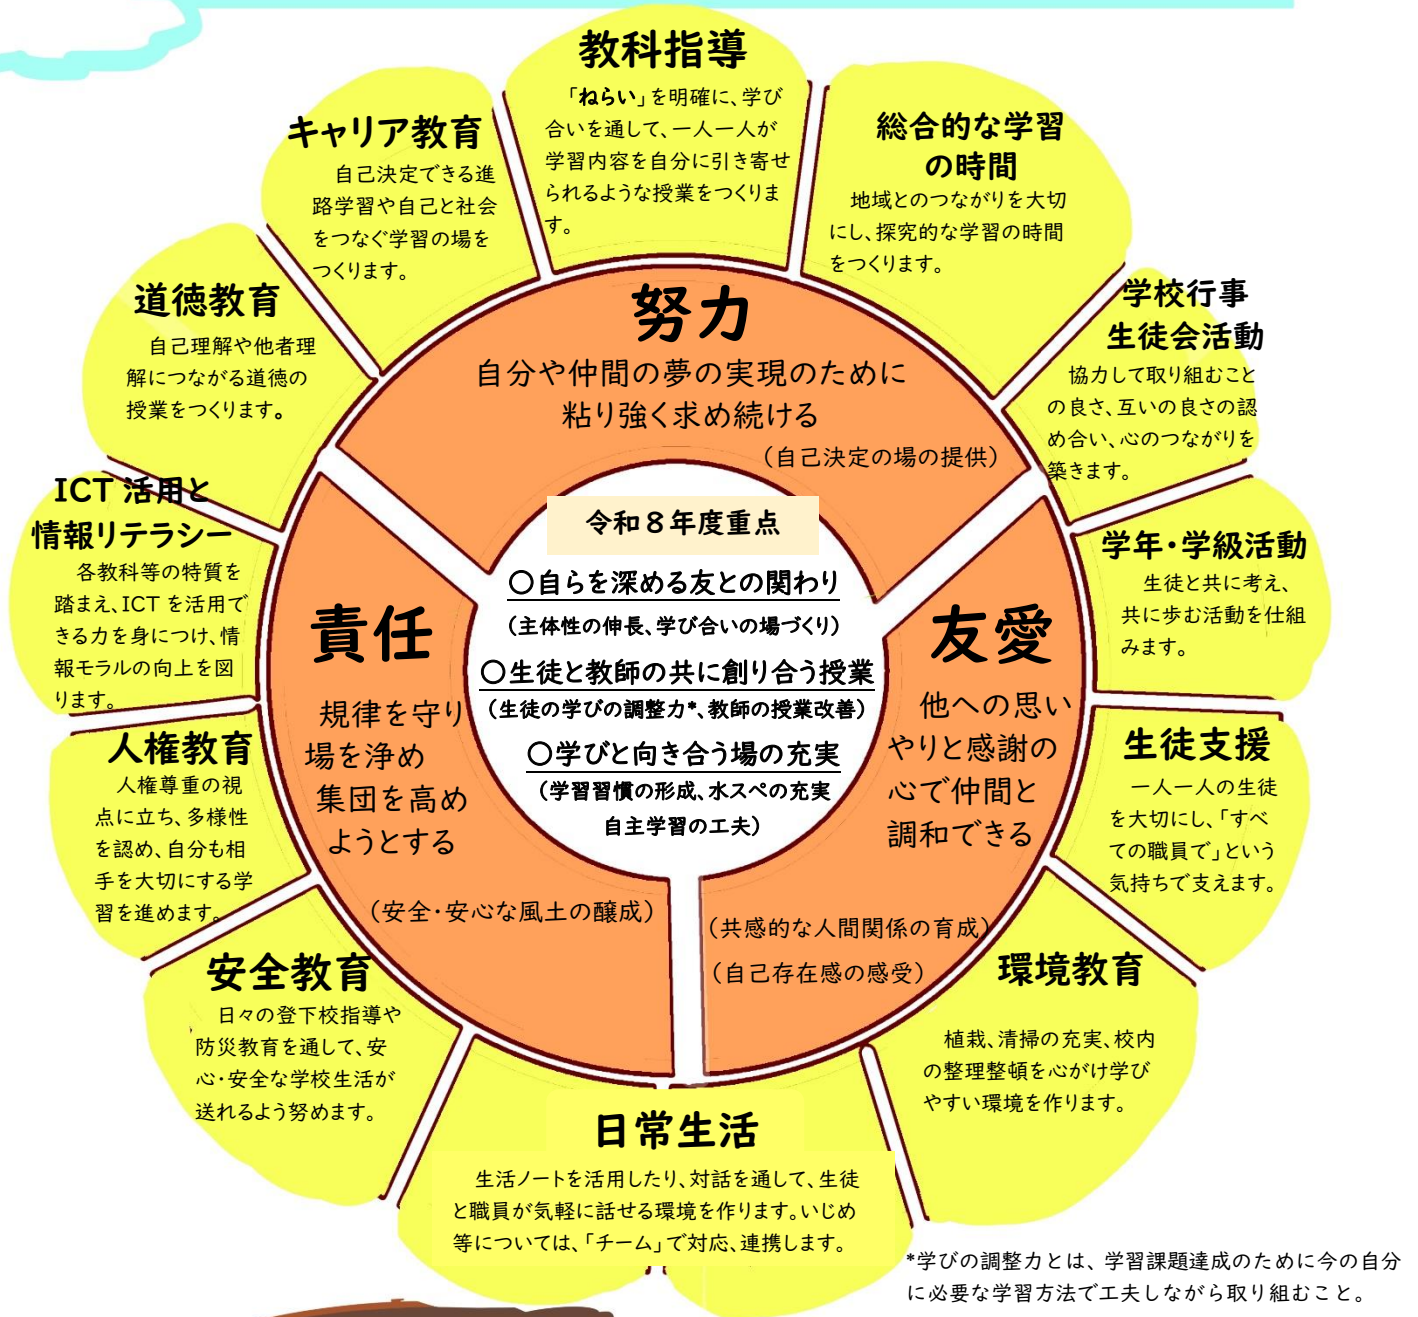 教科指導
「ねらい」を明確に、学び
合いを通して、一人一人が
学習内容を自分に引き寄せ
られるような授業をつくりま
す。
総合的な学習
の時間
地域とのつながりを大切
にし、探究的な学習の時間
をつくります。
学校行事
生徒会活動
協力して取り組むこと
の良さ、互いの良さの認
め合い、心のつながりを
築きます。
学年・学級活動
生徒と共に考え、
共に歩む活動を仕組
みます。
生徒支援
一人一人の生徒
を大切にし、「すべ
ての職員で」という
気持ちで支えます。
環境教育
植栽、清掃の充実、校内
の整理整頓を心がけ学び
やすい環境を作ります。
日常生活
生活ノートを活用したり、対話を通して、生徒
と職員が気軽に話せる環境を作ります。いじめ
等については、「チーム」で対応、連携します。
安全教育
日々の登下校指導や
防災教育を通して、安
心・安全な学校生活が
送れるよう努めます。
人権教育
人権尊重の視
点に立ち、多様性
を認め、自分も相
手を大切にする学
習を進めます。
ICT 活用と
情報リテラシー
各教科等の特質を
踏まえ、ICT を活用で
きる力を身につけ、情
報モラルの向上を図
ります。
道徳教育
自己理解や他者理
解につながる道徳の
授業をつくります。
キャリア教育
自己決定できる進
路学習や自己と社会
をつなぐ学習の場を
つくります。
努力
自分や仲間の夢の実現のために
粘り強く求め続ける
（自己決定の場の提供）
責任
規律を守り
場を浄め
集団を高め
ようとする
（安全・安心な風土の醸成）
友愛
他への思い
やりと感謝の
心で仲間と
調和できる
（共感的な人間関係の育成）
（自己存在感の感受）
令和８年度重点
〇自らを深める友との関わり
（主体性の伸長、学び合いの場づくり）
〇生徒と教師の共に創り合う授業
（生徒の学びの調整力*、教師の授業改善）
〇学びと向き合う場の充実
（学習習慣の形成、水スペの充実
自主学習の工夫）
*学びの調整力とは、学習課題達成のために今の自分
に必要な学習方法で工夫しながら取り組むこと。